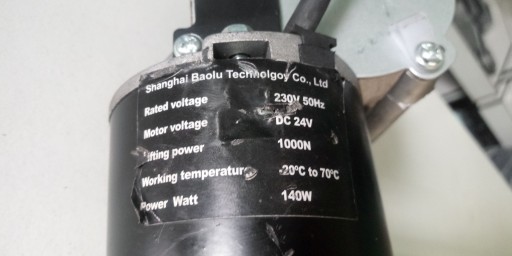 Shanghai Baolu Technolgoy Co., Ltd
Rated voltage 230V 50Hz
Motor voltage DC 24V
lifting power 1000N
Working temperatur -20°C to 70°C
Power Watt 140W